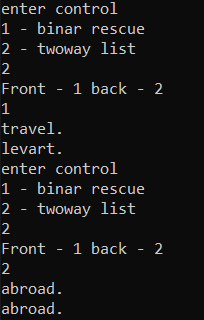 enter control
1 - binar rescue
2 - twoway list
2
Front - 1 back - 2
1
travel.
levart.
enter control
1 - binar rescue
2 - twoway list
2
Front - 1 back - 2
2
abroad.
abroad.